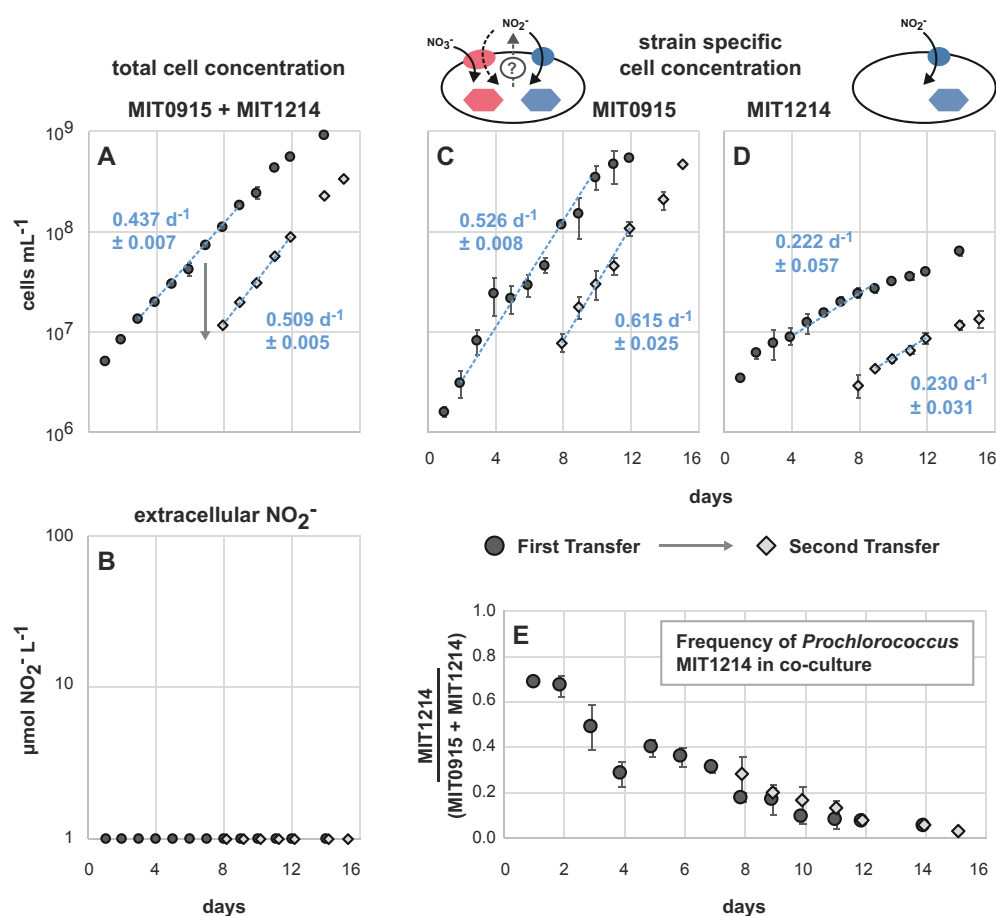 total cell concentration
MIT0915 + MIT1214
NO3-
NO2-
?
strain specific
cell concentration
NO2-
MIT0915
MIT1214
A
10^9
10^8
10^7
10^6
cells mL-1
0.437 d-1
± 0.007
0.509 d-1
± 0.005
C
0.526 d-1
± 0.008
0.615 d-1
± 0.025
0 4 8 12 16
D
0.222 d-1
± 0.057
0.230 d-1
± 0.031
0 4 8 12 16
days
extracellular NO2-
B
100
10
1
µmol NO2- L-1
0 4 8 12 16
days
First Transfer
Second Transfer
E
Frequency of Prochlorococcus
MIT1214 in co-culture
MIT1214
(MIT0915 + MIT1214)
1.0
0.8
0.6
0.4
0.2
0.0
0 2 4 6 8 10 12 14 16
days